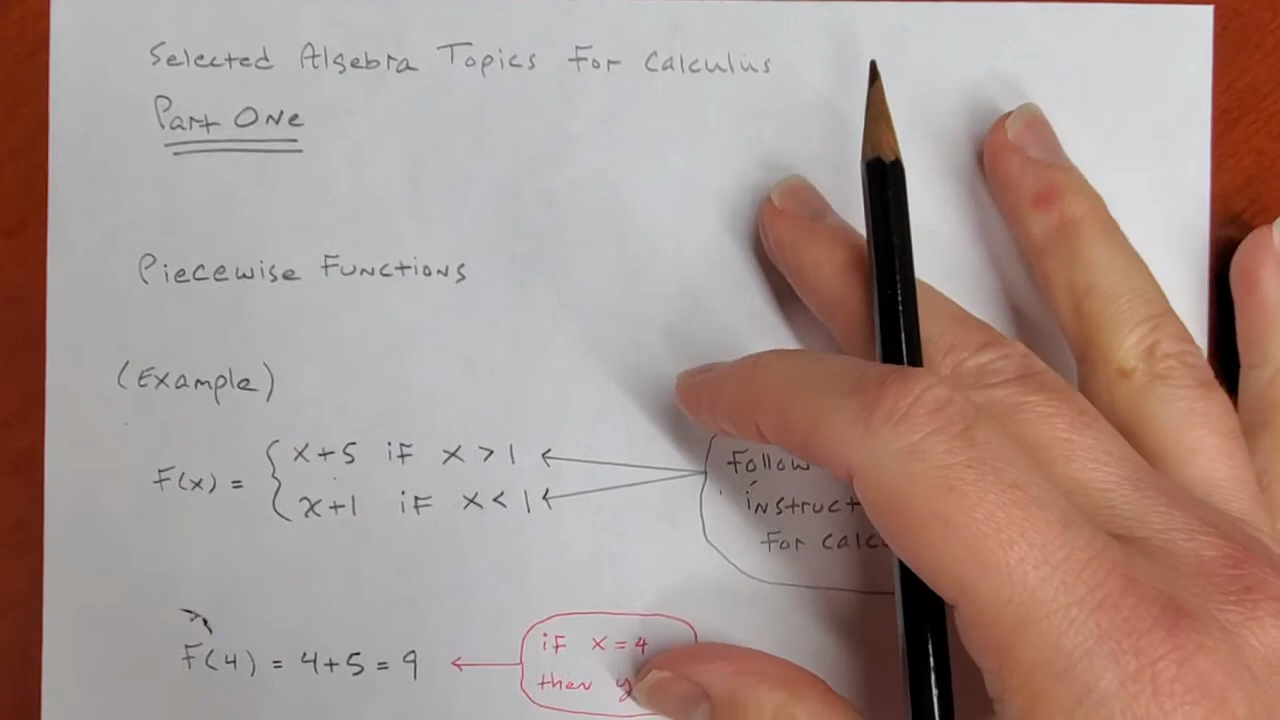 Selected Algebra Topics For Calculus
Part One
Piecewise Functions
(Example)
F(x) = { x+5 if x > 1
x+1 if x < 1
Follow
instruct
For calc
F(4) = 4+5 = 9
if x = 4
then y